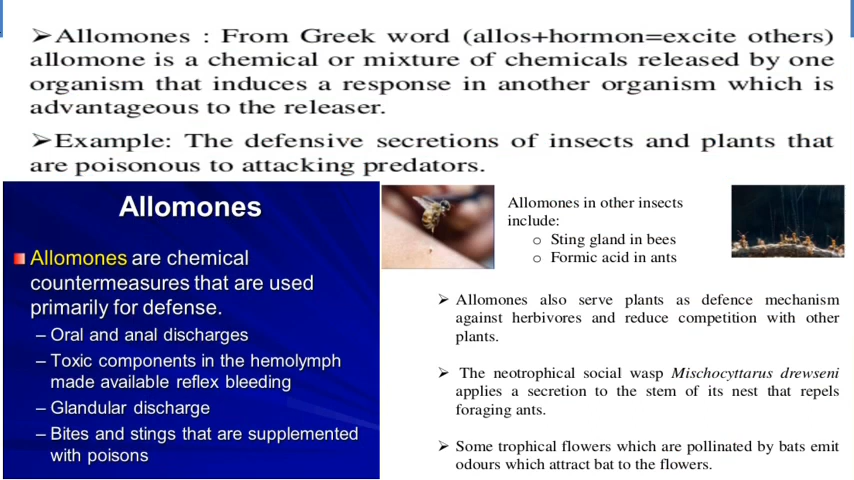 ➢Allomones : From Greek word (allos+hormon=excite others)
allomone is a chemical or mixture of chemicals released by one
organism that induces a response in another organism which is
advantageous to the releaser.
➢Example: The defensive secretions of insects and plants that
are poisonous to attacking predators.
Allomones
Allomones are chemical
countermeasures that are used
primarily for defense.
– Oral and anal discharges
– Toxic components in the hemolymph
made available reflex bleeding
– Glandular discharge
– Bites and stings that are supplemented
with poisons
Allomones in other insects
include:
o Sting gland in bees
o Formic acid in ants
➢ Allomones also serve plants as defence mechanism
against herbivores and reduce competition with other
plants.
➢ The neotrophical social wasp Mischocyttarus drewseni
applies a secretion to the stem of its nest that repels
foraging ants.
➢ Some trophical flowers which are pollinated by bats emit
odours which attract bat to the flowers.